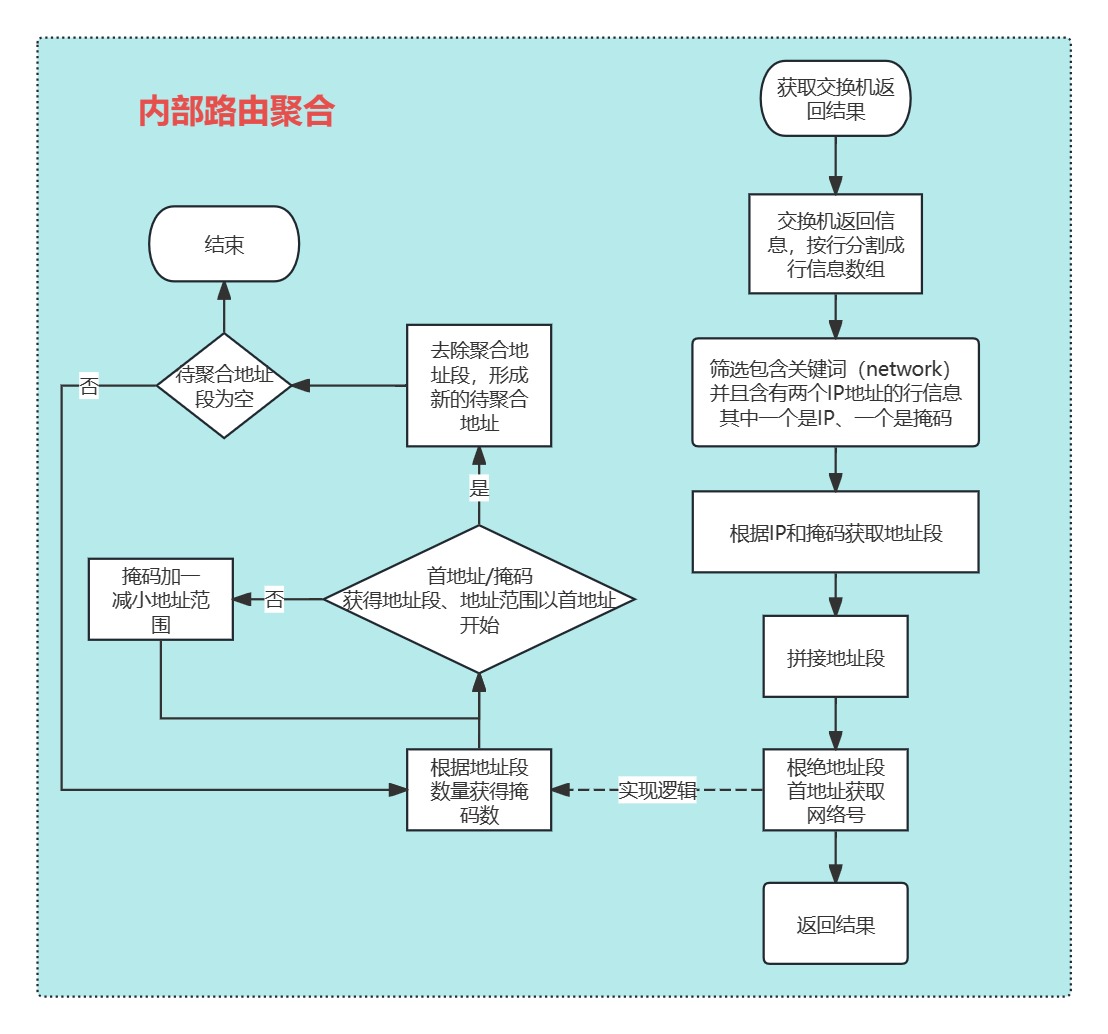 内部路由聚合
获取交换机返
回结果
交换机返回信
息，按行分割成
行信息数组
筛选包含关键词（network）
并且含有两个IP地址的行信息
其中一个是IP、一个是掩码
根据IP和掩码获取地址段
拼接地址段
根绝地址段
首地址获取
网络号
返回结果
实现逻辑
根据地址段
数量获得掩
码数
首地址/掩码
获得地址段、地址范围以首地址
开始
否
掩码加一
减小地址范
围
是
去除聚合地
址段，形成
新的待聚合
地址
待聚合地址
段为空
否
结束